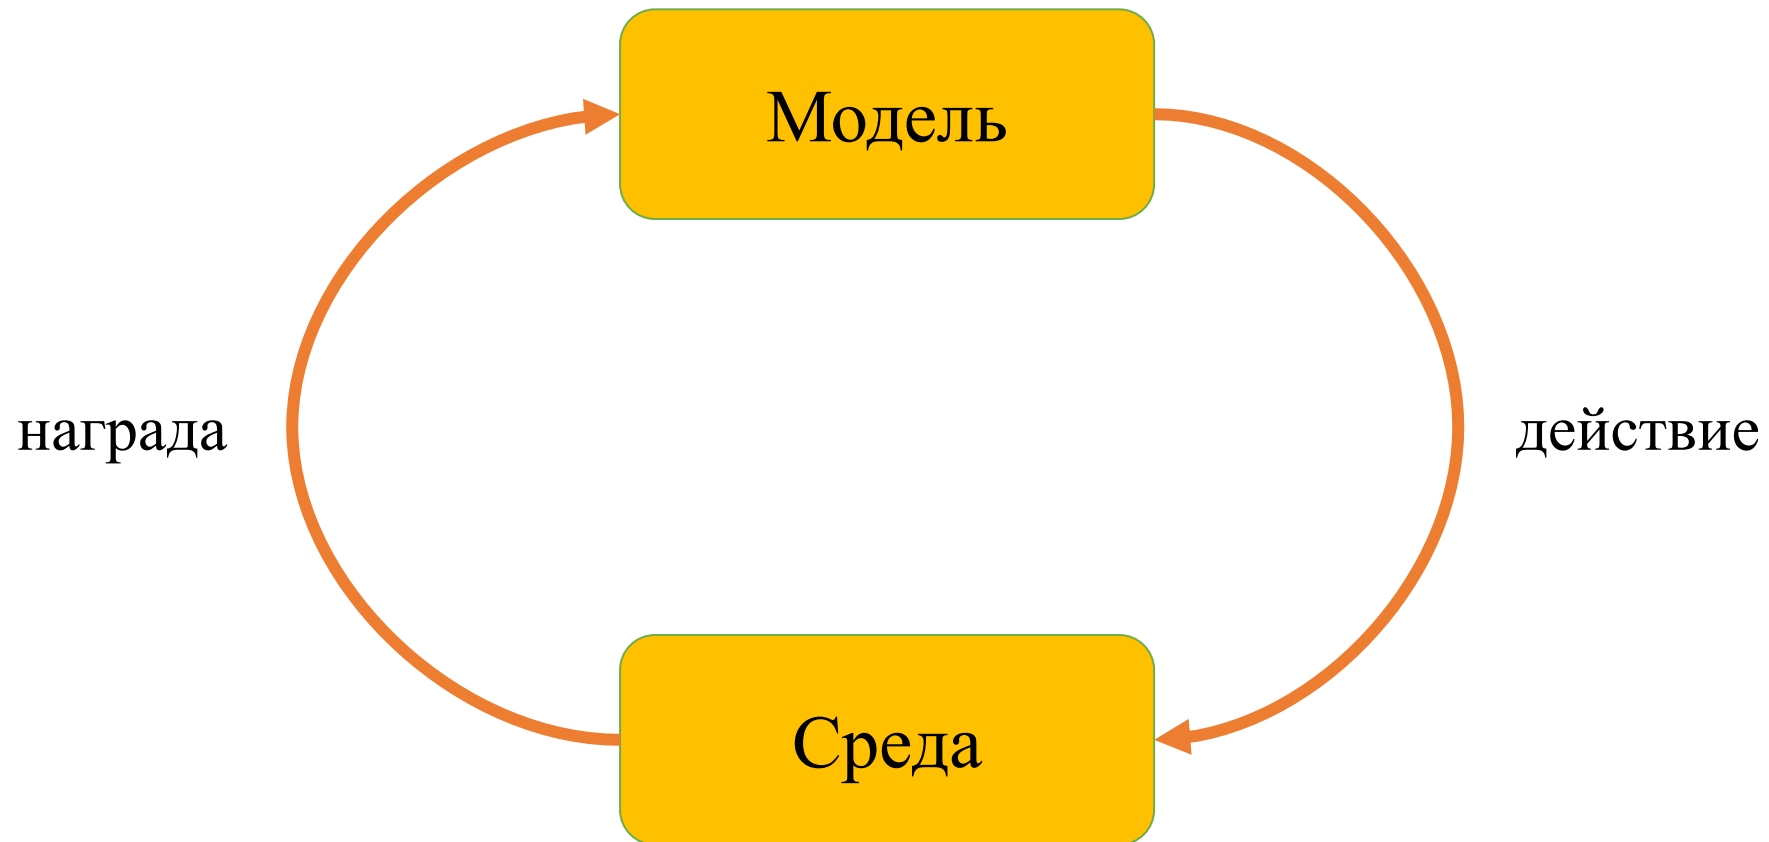 Модель
награда
действие
Среда